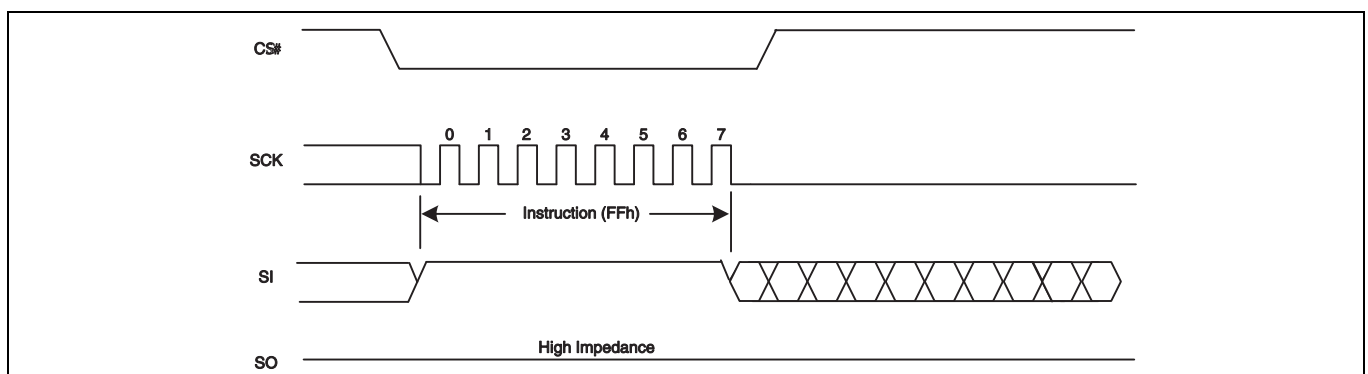 CS#
0 1 2 3 4 5 6 7
SCK
Instruction (FFh)
SI
High Impedance
SO